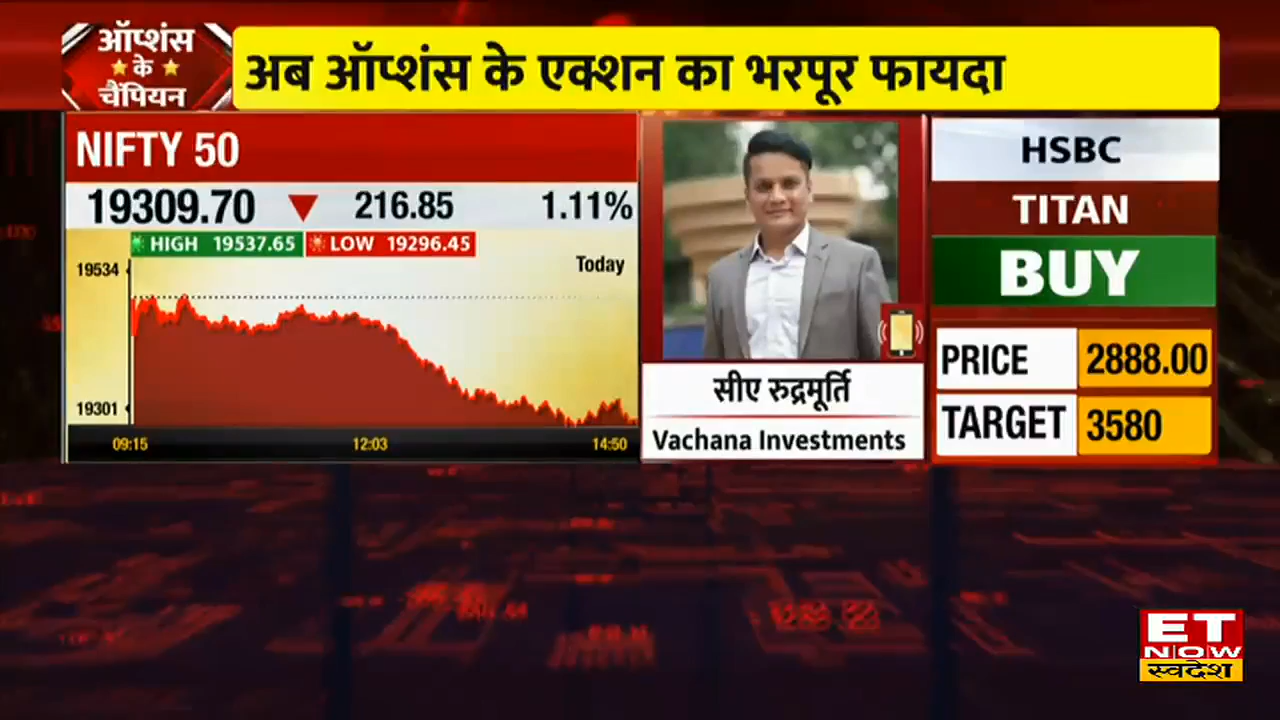 ऑप्शंस
के
चैंपियन
अब ऑप्शंस के एक्शन का भरपूर फायदा
NIFTY 50
19309.70 ▼ 216.85 1.11%
HIGH 19537.65 LOW 19296.45
Today
19534
19301
09:15 12:03 14:50
सीए रुद्रमूर्ति
Vachana Investments
HSBC
TITAN
BUY
PRICE 2888.00
TARGET 3580
ET
NOW
स्वदेश